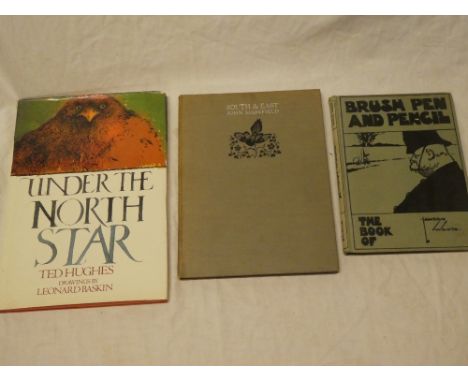 UNDER THE
NORTH
STAR
TED HUGHES
DRAWINGS BY
LEONARD BASKIN
SOUTH & EAST
JOHN MASEFIELD
BRUSH PEN
AND PENCIL
THE
BOOK
OF